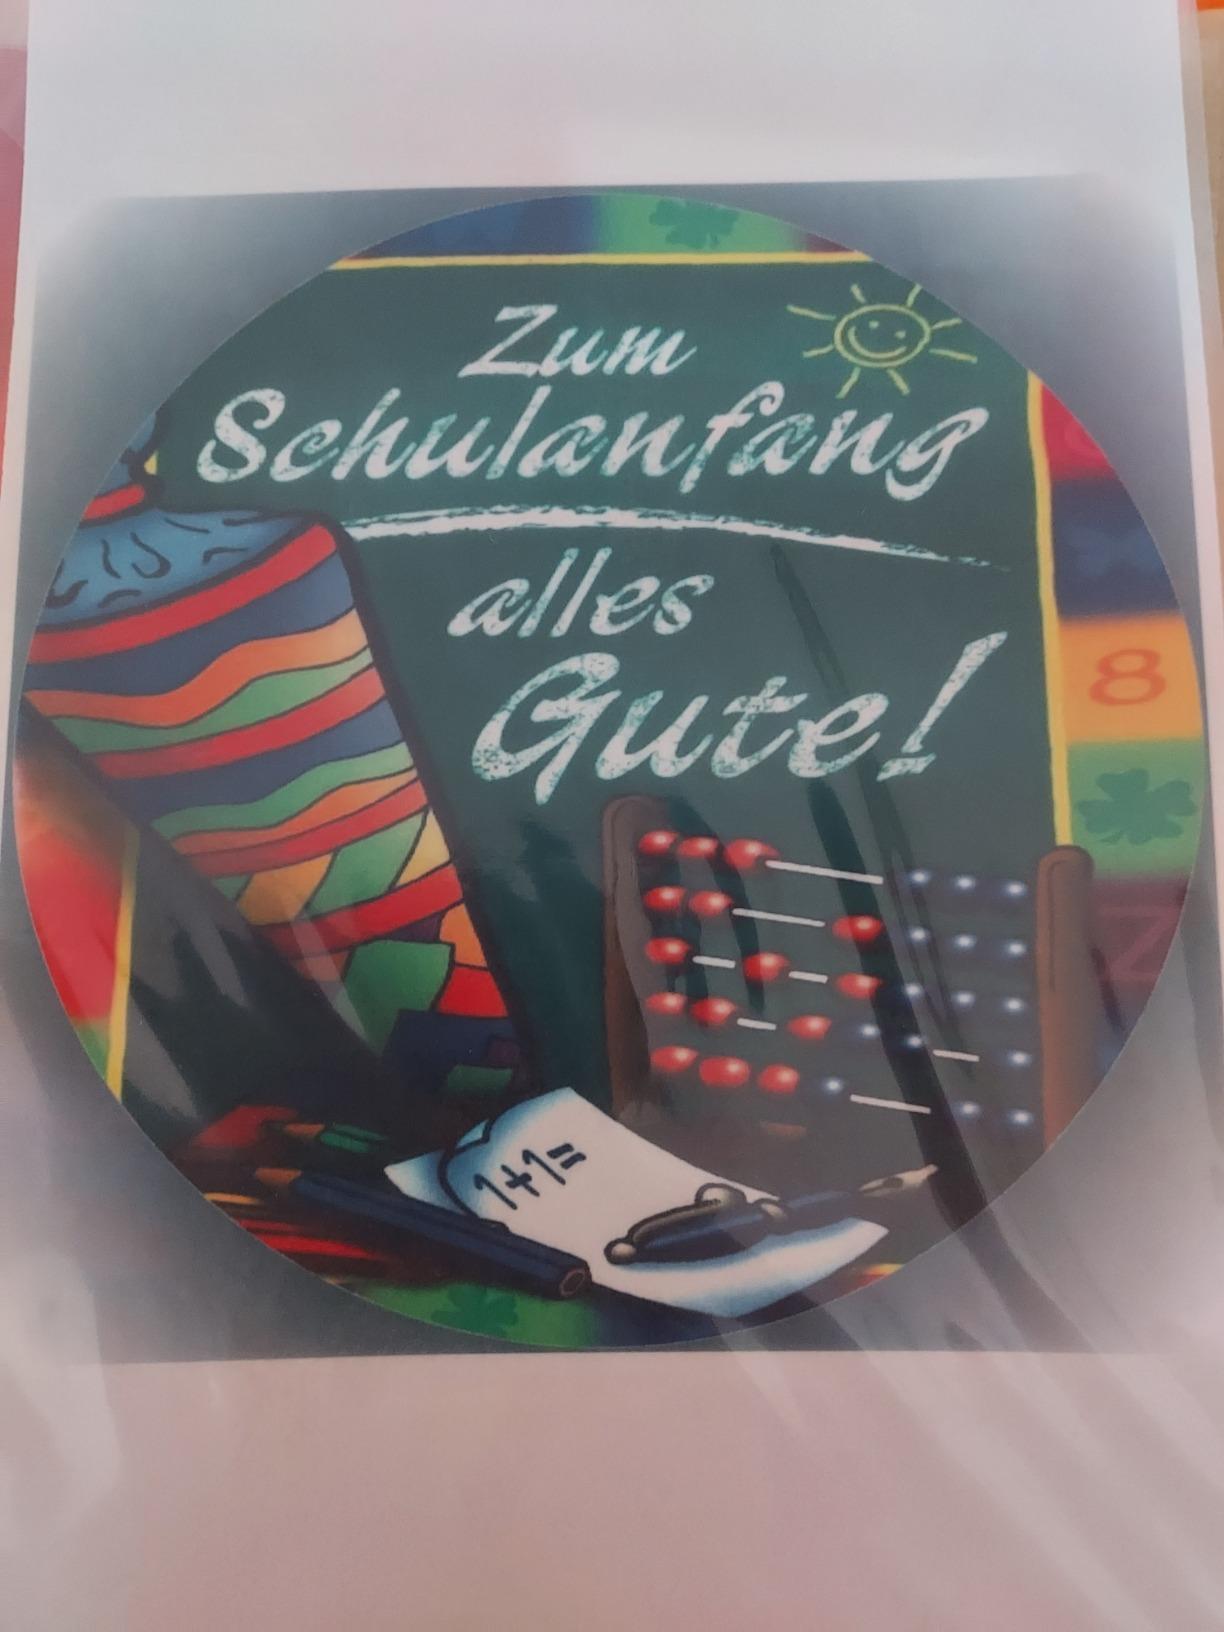 Zum
Schulanfang
alles
Gute!
8
Z
1+1=